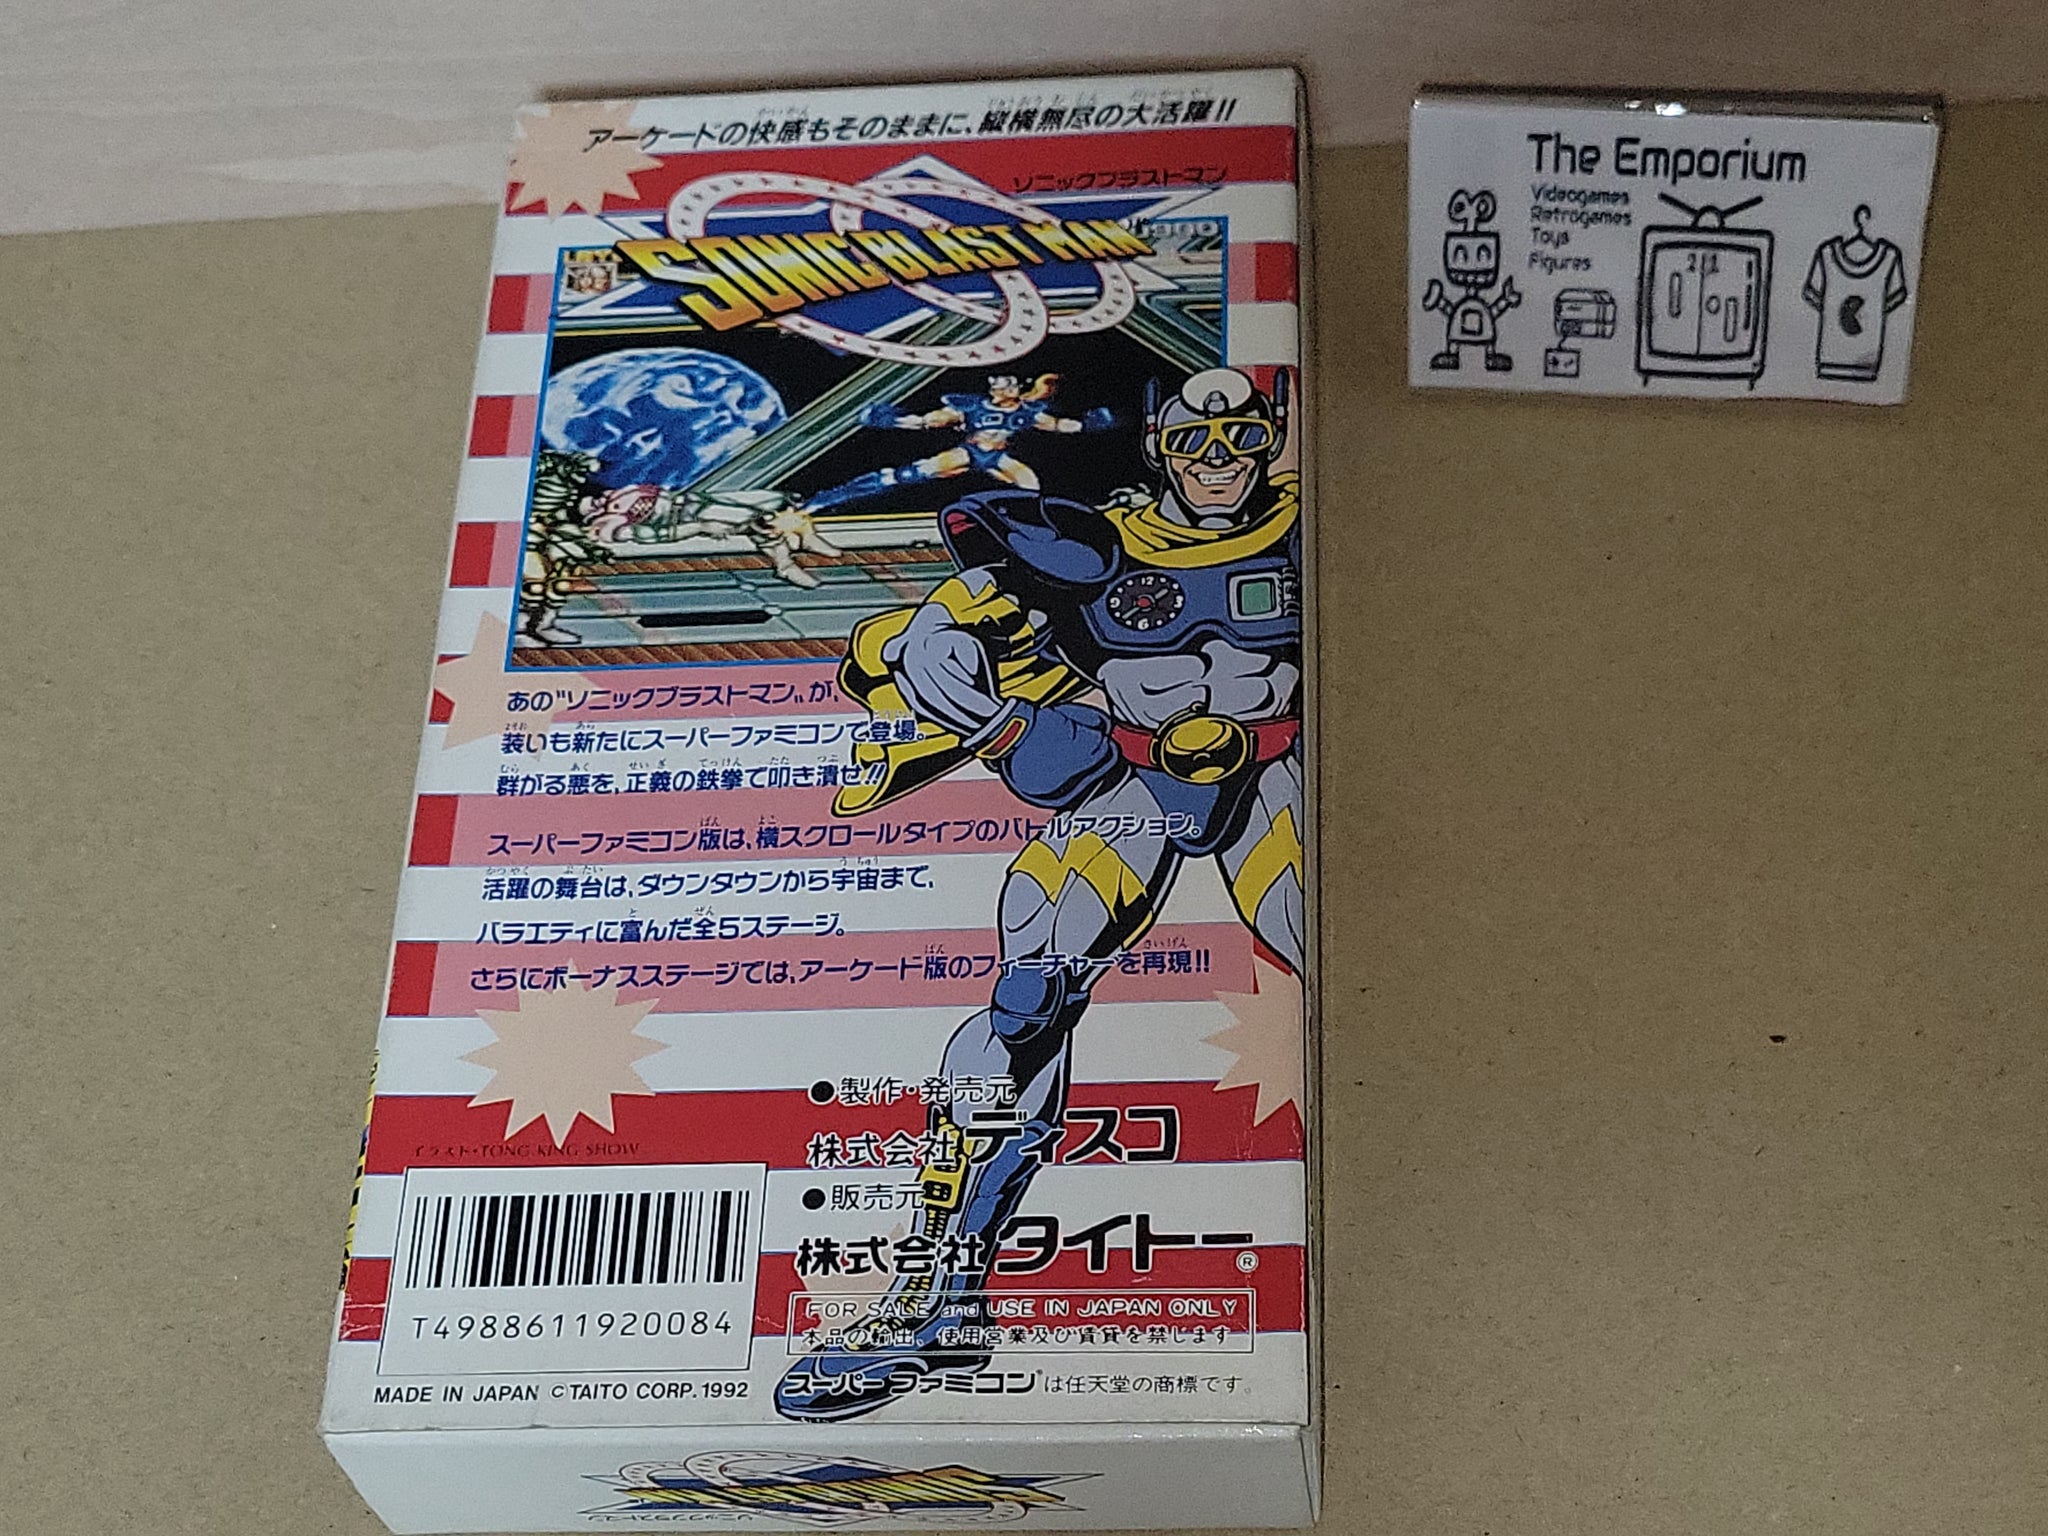 アーケードの快感もそのままに、縦横無尽の大活躍!!
ソニックブラストマン
SONIC BLAST MAN
あの"ソニックブラストマン"が、
装いも新たにスーパーファミコンで登場。
群がる悪を、正義の鉄拳で叩き潰せ!!
スーパーファミコン版は、横スクロールタイプのバトルアクション。
活躍の舞台は、ダウンタウンから宇宙まで、
バラエティに富んだ全5ステージ。
さらにボーナスステージでは、アーケード版のフィーチャーを再現!!
●製作・発売元
株式会社ディスコ
●販売元
株式会社タイトー®
イラスト・TONG KING SHOW
T4988611920084
FOR SALE and USE IN JAPAN ONLY
本品の輸出、使用営業及び賃貸を禁じます
MADE IN JAPAN ©TAITO CORP.1992
スーパーファミコン®は任天堂の商標です。
ソニックブラストマン
The Emporium
Videogames
Retrogames
Toys
Figures